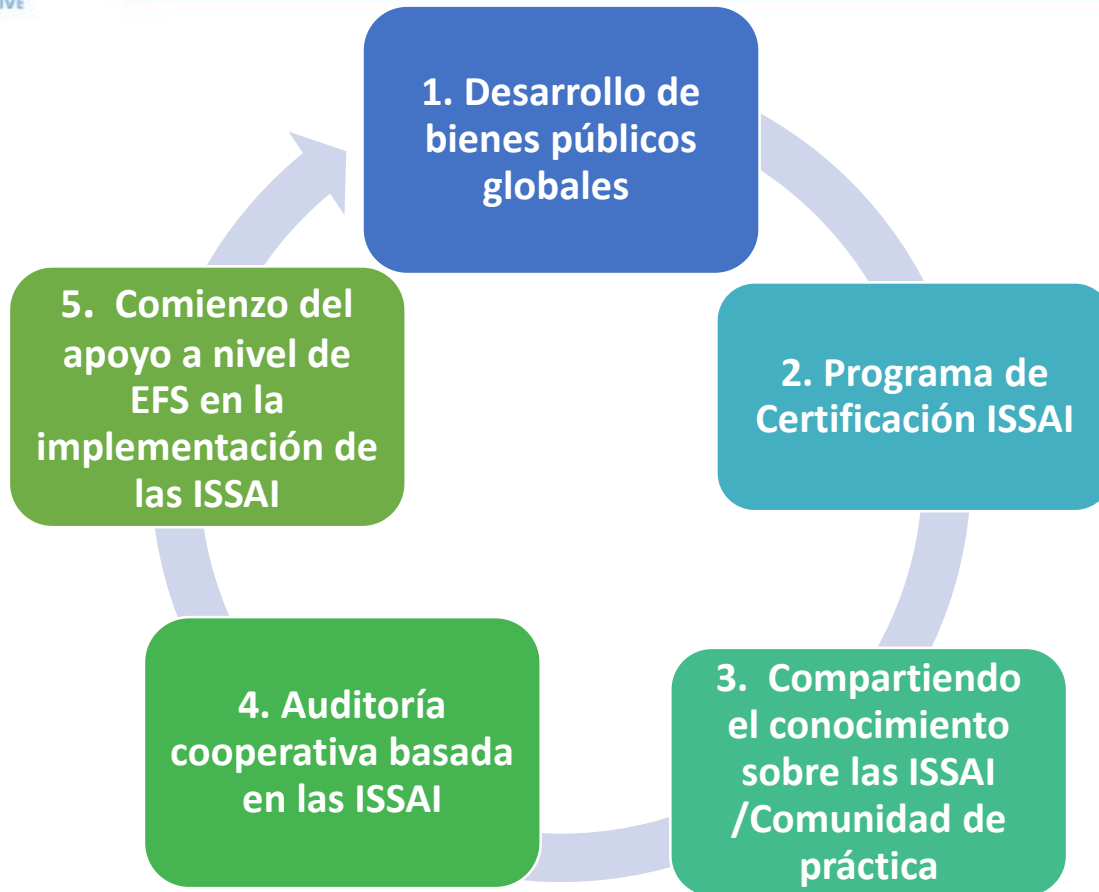 IVE
1. Desarrollo de
bienes públicos
globales
2. Programa de
Certificación ISSAI
3. Compartiendo
el conocimiento
sobre las ISSAI
/Comunidad de
práctica
4. Auditoría
cooperativa basada
en las ISSAI
5. Comienzo del
apoyo a nivel de
EFS en la
implementación de
las ISSAI